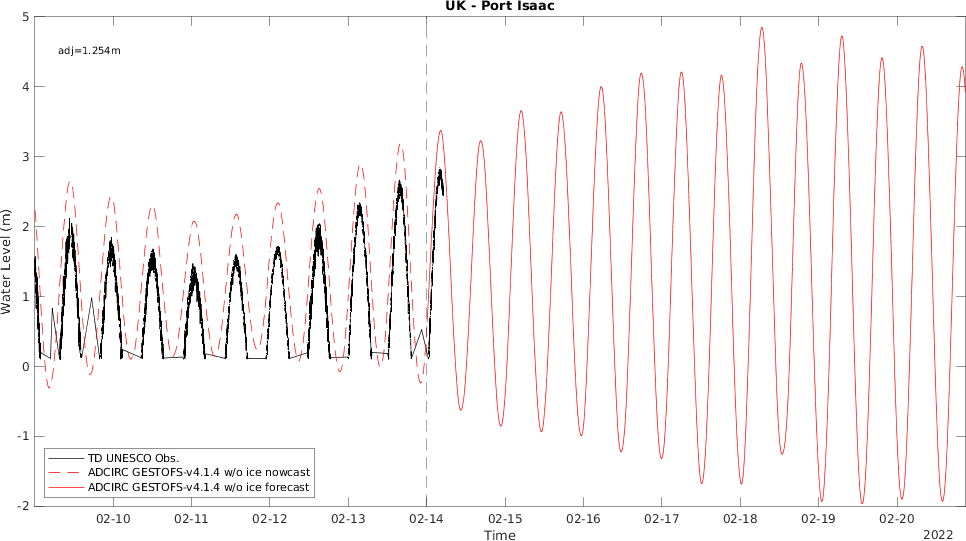 UK - Port Isaac
adj=1.254m
5
4
3
2
1
0
-1
-2
Water Level (m)
TD UNESCO Obs.
ADCIRC GESTOFS-v4.1.4 w/o ice nowcast
ADCIRC GESTOFS-v4.1.4 w/o ice forecast
02-10 02-11 02-12 02-13 02-14 02-15 02-16 02-17 02-18 02-19 02-20
Time
2022